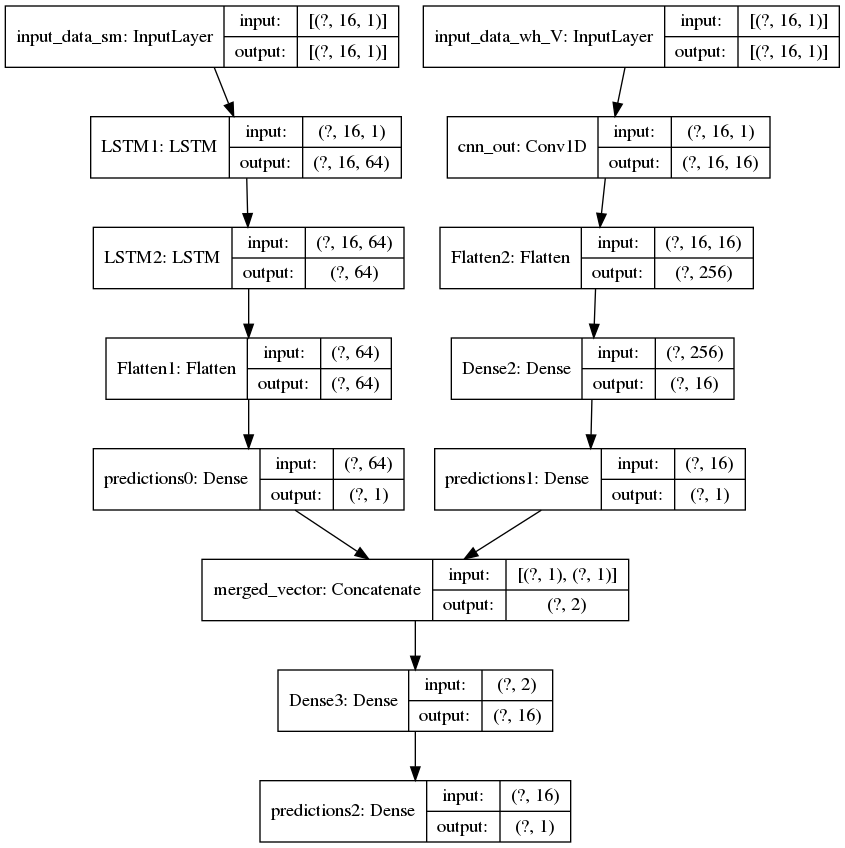 input_data_sm: InputLayer
input: [(?, 16, 1)]
output: [(?, 16, 1)]
input_data_wh_V: InputLayer
input: [(?, 16, 1)]
output: [(?, 16, 1)]
LSTM1: LSTM
input: (?, 16, 1)
output: (?, 16, 64)
cnn_out: Conv1D
input: (?, 16, 1)
output: (?, 16, 16)
LSTM2: LSTM
input: (?, 16, 64)
output: (?, 64)
Flatten2: Flatten
input: (?, 16, 16)
output: (?, 256)
Flatten1: Flatten
input: (?, 64)
output: (?, 64)
Dense2: Dense
input: (?, 256)
output: (?, 16)
predictions0: Dense
input: (?, 64)
output: (?, 1)
predictions1: Dense
input: (?, 16)
output: (?, 1)
merged_vector: Concatenate
input: [(?, 1), (?, 1)]
output: (?, 2)
Dense3: Dense
input: (?, 2)
output: (?, 16)
predictions2: Dense
input: (?, 16)
output: (?, 1)